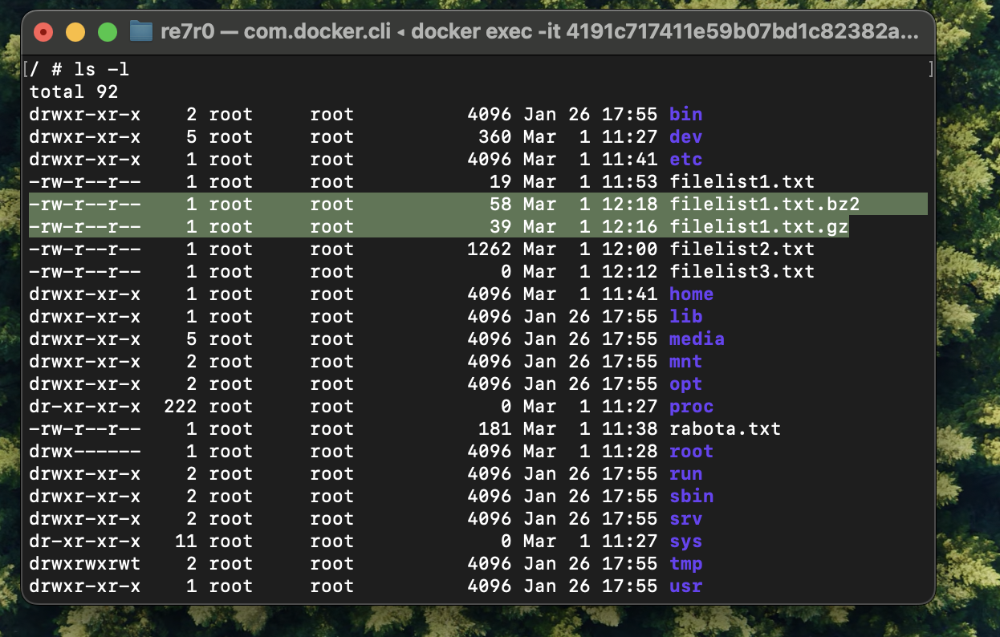 re7r0 — com.docker.cli ◂ docker exec -it 4191c717411e59b07bd1c82382a...
[/ # ls -l ]
total 92
drwxr-xr-x    2 root     root          4096 Jan 26 17:55 bin
drwxr-xr-x    5 root     root           360 Mar  1 11:27 dev
drwxr-xr-x    1 root     root          4096 Mar  1 11:41 etc
-rw-r--r--    1 root     root            19 Mar  1 11:53 filelist1.txt
-rw-r--r--    1 root     root            58 Mar  1 12:18 filelist1.txt.bz2
-rw-r--r--    1 root     root            39 Mar  1 12:16 filelist1.txt.gz
-rw-r--r--    1 root     root          1262 Mar  1 12:00 filelist2.txt
-rw-r--r--    1 root     root             0 Mar  1 12:12 filelist3.txt
drwxr-xr-x    1 root     root          4096 Mar  1 11:41 home
drwxr-xr-x    1 root     root          4096 Jan 26 17:55 lib
drwxr-xr-x    5 root     root          4096 Jan 26 17:55 media
drwxr-xr-x    2 root     root          4096 Jan 26 17:55 mnt
drwxr-xr-x    2 root     root          4096 Jan 26 17:55 opt
dr-xr-xr-x  222 root     root             0 Mar  1 11:27 proc
-rw-r--r--    1 root     root           181 Mar  1 11:38 rabota.txt
drwx------    1 root     root          4096 Mar  1 11:28 root
drwxr-xr-x    2 root     root          4096 Jan 26 17:55 run
drwxr-xr-x    2 root     root          4096 Jan 26 17:55 sbin
drwxr-xr-x    2 root     root          4096 Jan 26 17:55 srv
dr-xr-xr-x   11 root     root             0 Mar  1 11:27 sys
drwxrwxrwt    2 root     root          4096 Jan 26 17:55 tmp
drwxr-xr-x    1 root     root          4096 Jan 26 17:55 usr